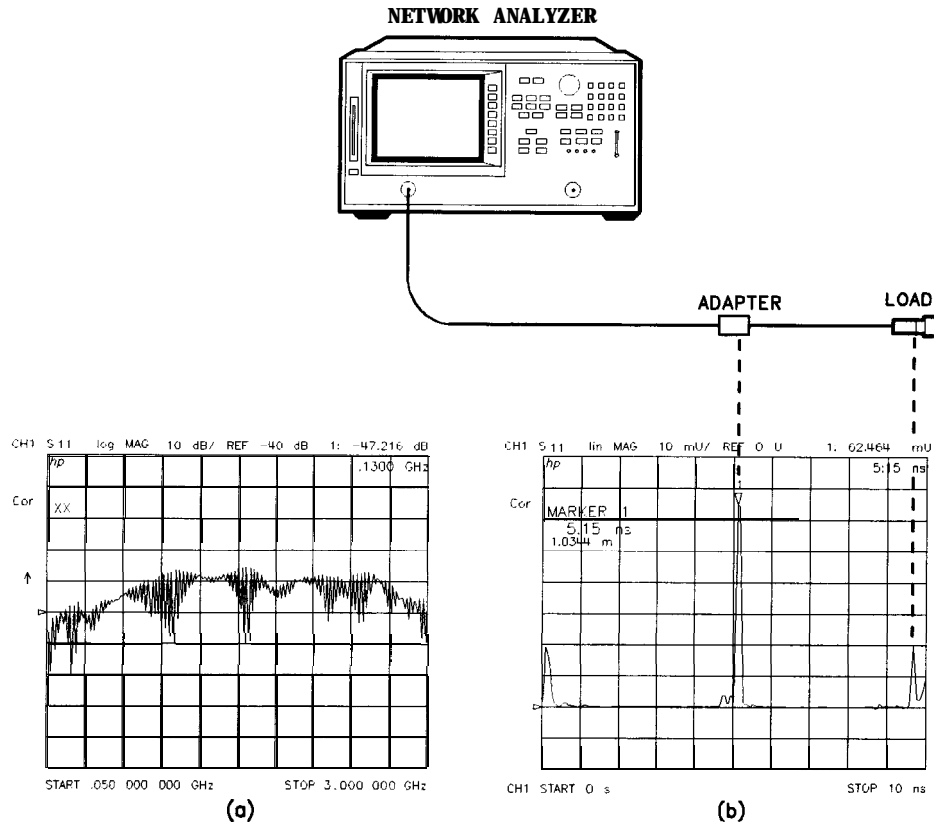 NETWORK ANALYZER
ADAPTER
LOAD
CH1 S11 log MAG 10 dB/ REF -40 dB 1: -47.216 dB
hp
.1300 GHz
Cor
XX
START .050 000 000 GHz STOP 3.000 000 GHz
(a)
CH1 S11 lin MAG 10 mU/ REF 0 U 1. 62.464 mU
hp
5:15 ns
Cor
MARKER 1
5.15 ns
1.0344 m
CH1 START 0 s STOP 10 ns
(b)